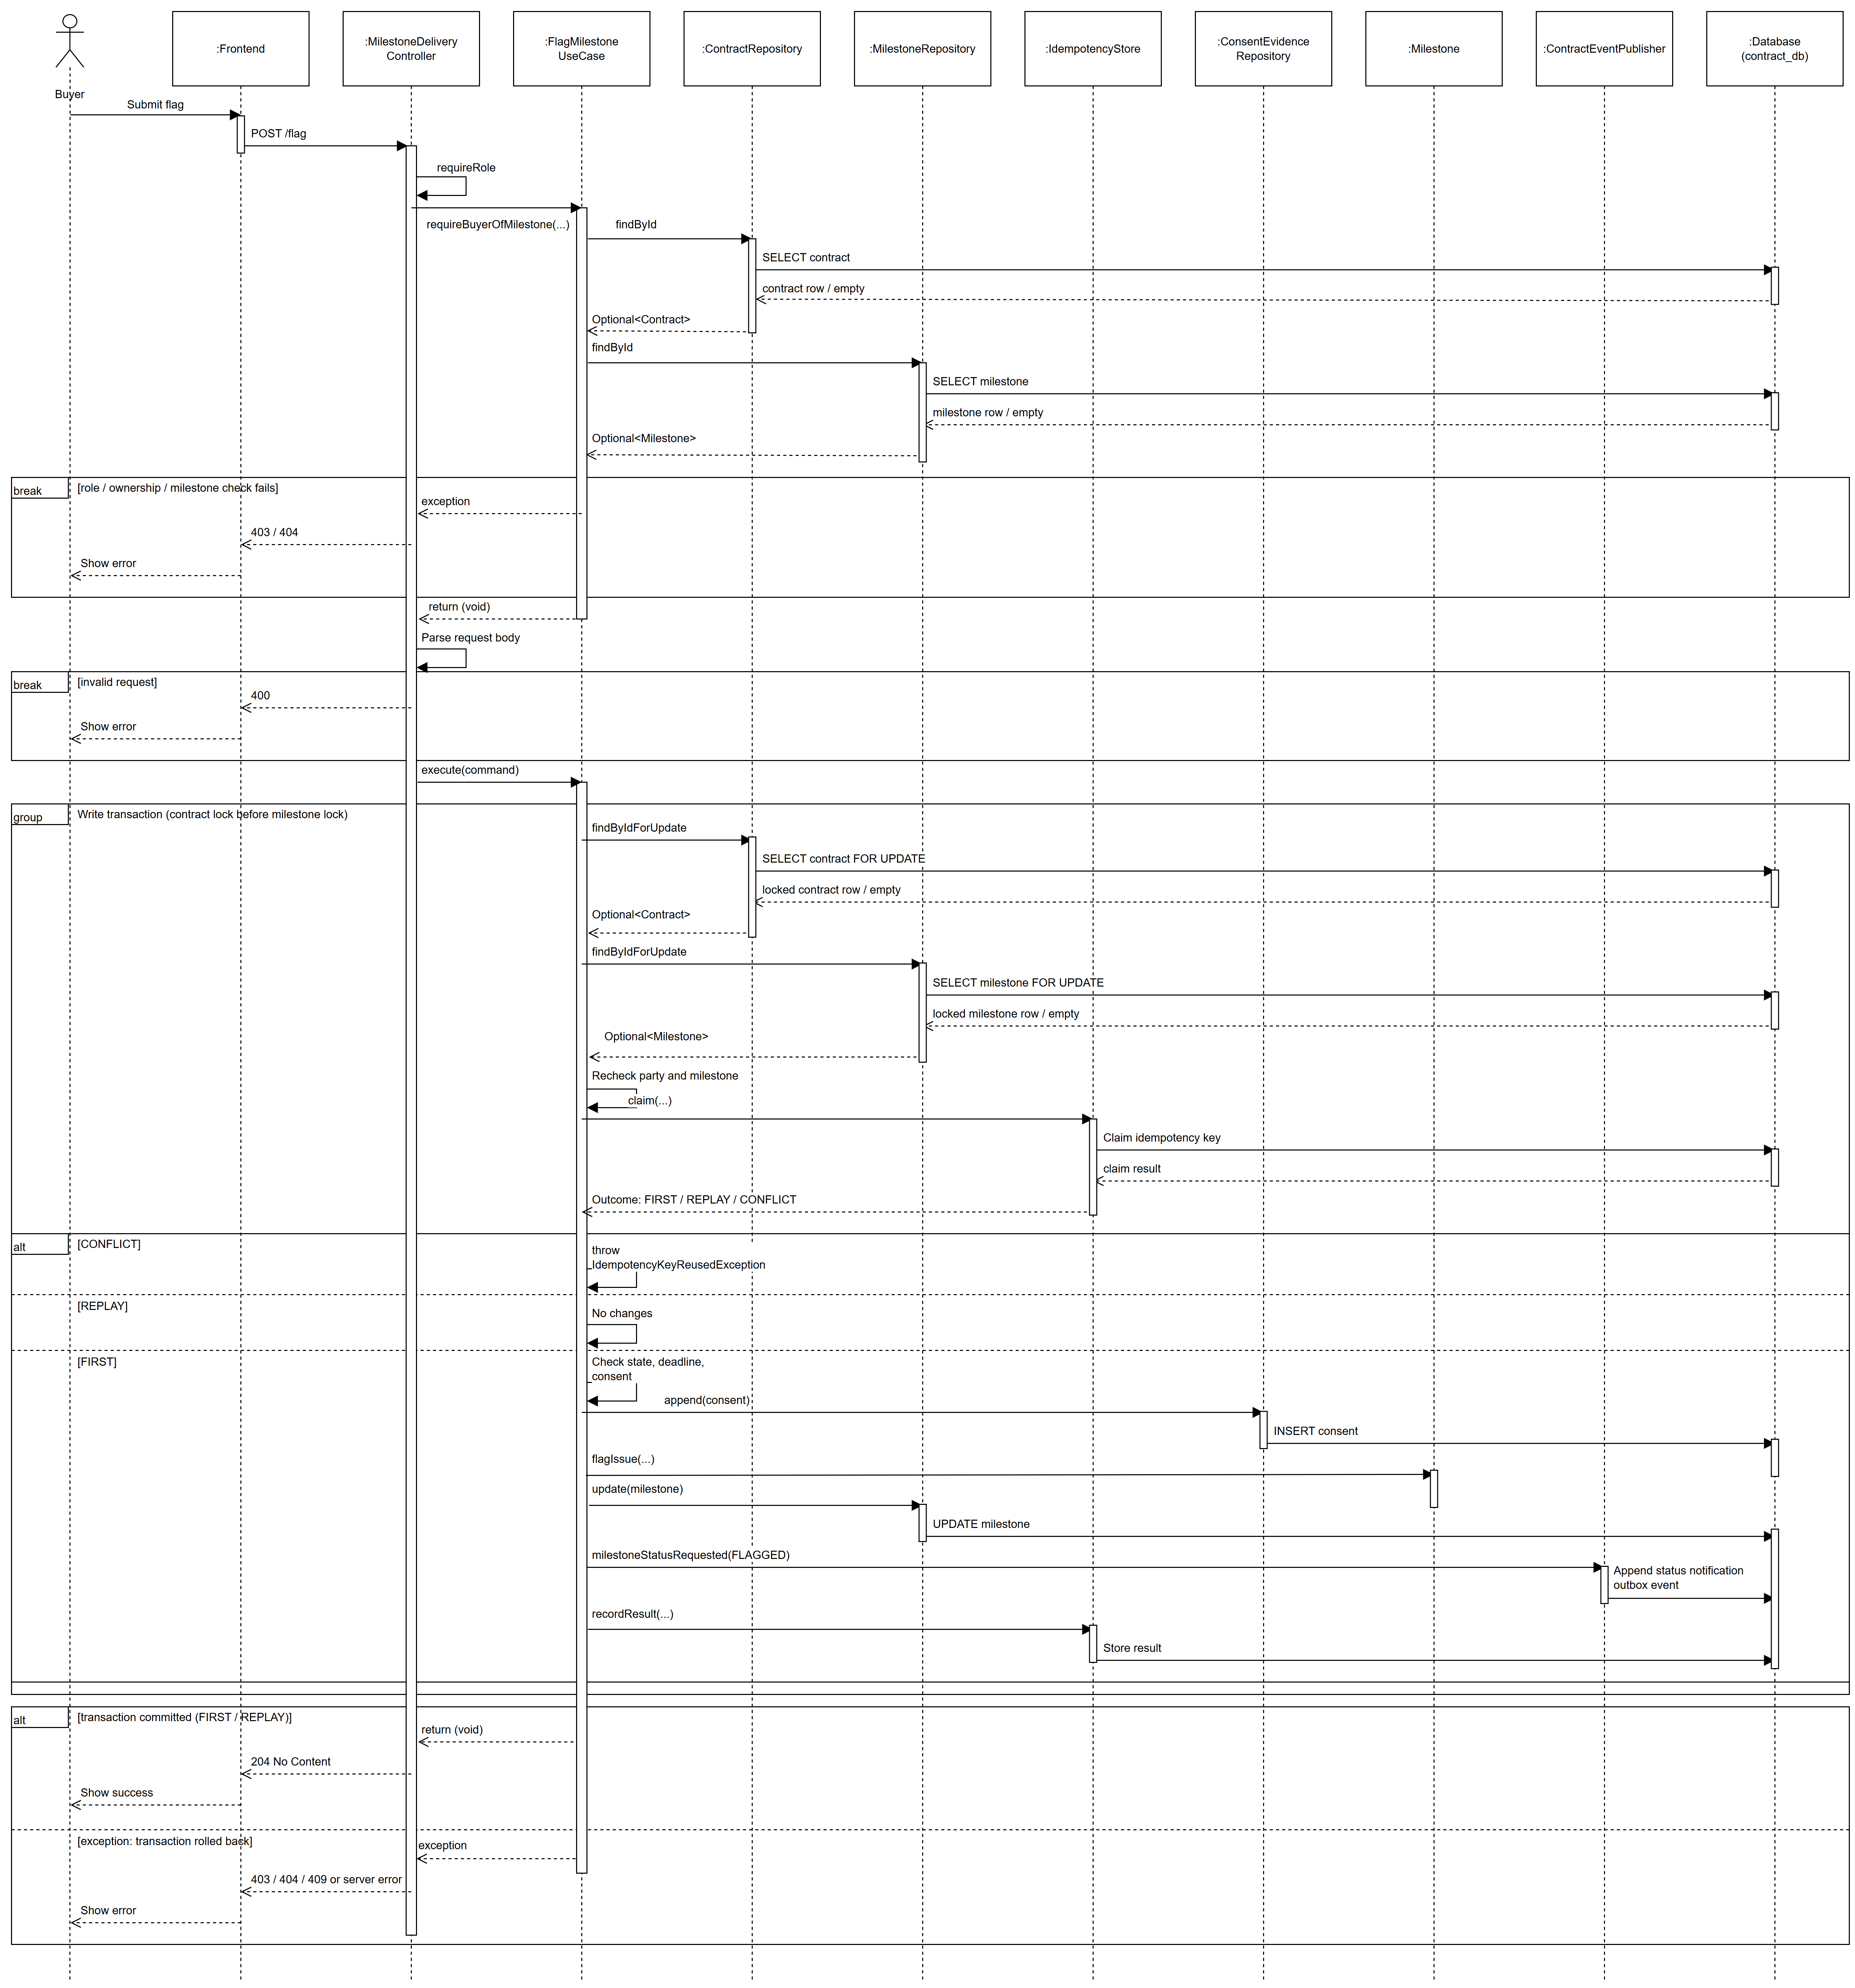 :Frontend
:MilestoneDelivery
Controller
:FlagMilestone
UseCase
:ContractRepository
:MilestoneRepository
:IdempotencyStore
:ConsentEvidence
Repository
:Milestone
:ContractEventPublisher
:Database
(contract_db)
Buyer
Submit flag
POST /flag
requireRole
requireBuyerOfMilestone(...)
findById
SELECT contract
contract row / empty
Optional<Contract>
findById
SELECT milestone
milestone row / empty
Optional<Milestone>
break
[role / ownership / milestone check fails]
exception
403 / 404
Show error
return (void)
Parse request body
break
[invalid request]
400
Show error
execute(command)
group
Write transaction (contract lock before milestone lock)
findByIdForUpdate
SELECT contract FOR UPDATE
locked contract row / empty
Optional<Contract>
findByIdForUpdate
SELECT milestone FOR UPDATE
locked milestone row / empty
Optional<Milestone>
Recheck party and milestone
claim(...)
Claim idempotency key
claim result
Outcome: FIRST / REPLAY / CONFLICT
alt
[CONFLICT]
throw
IdempotencyKeyReusedException
[REPLAY]
No changes
[FIRST]
Check state, deadline,
consent
append(consent)
INSERT consent
flagIssue(...)
update(milestone)
UPDATE milestone
milestoneStatusRequested(FLAGGED)
Append status notification
outbox event
recordResult(...)
Store result
alt
[transaction committed (FIRST / REPLAY)]
return (void)
204 No Content
Show success
[exception: transaction rolled back]
exception
403 / 404 / 409 or server error
Show error